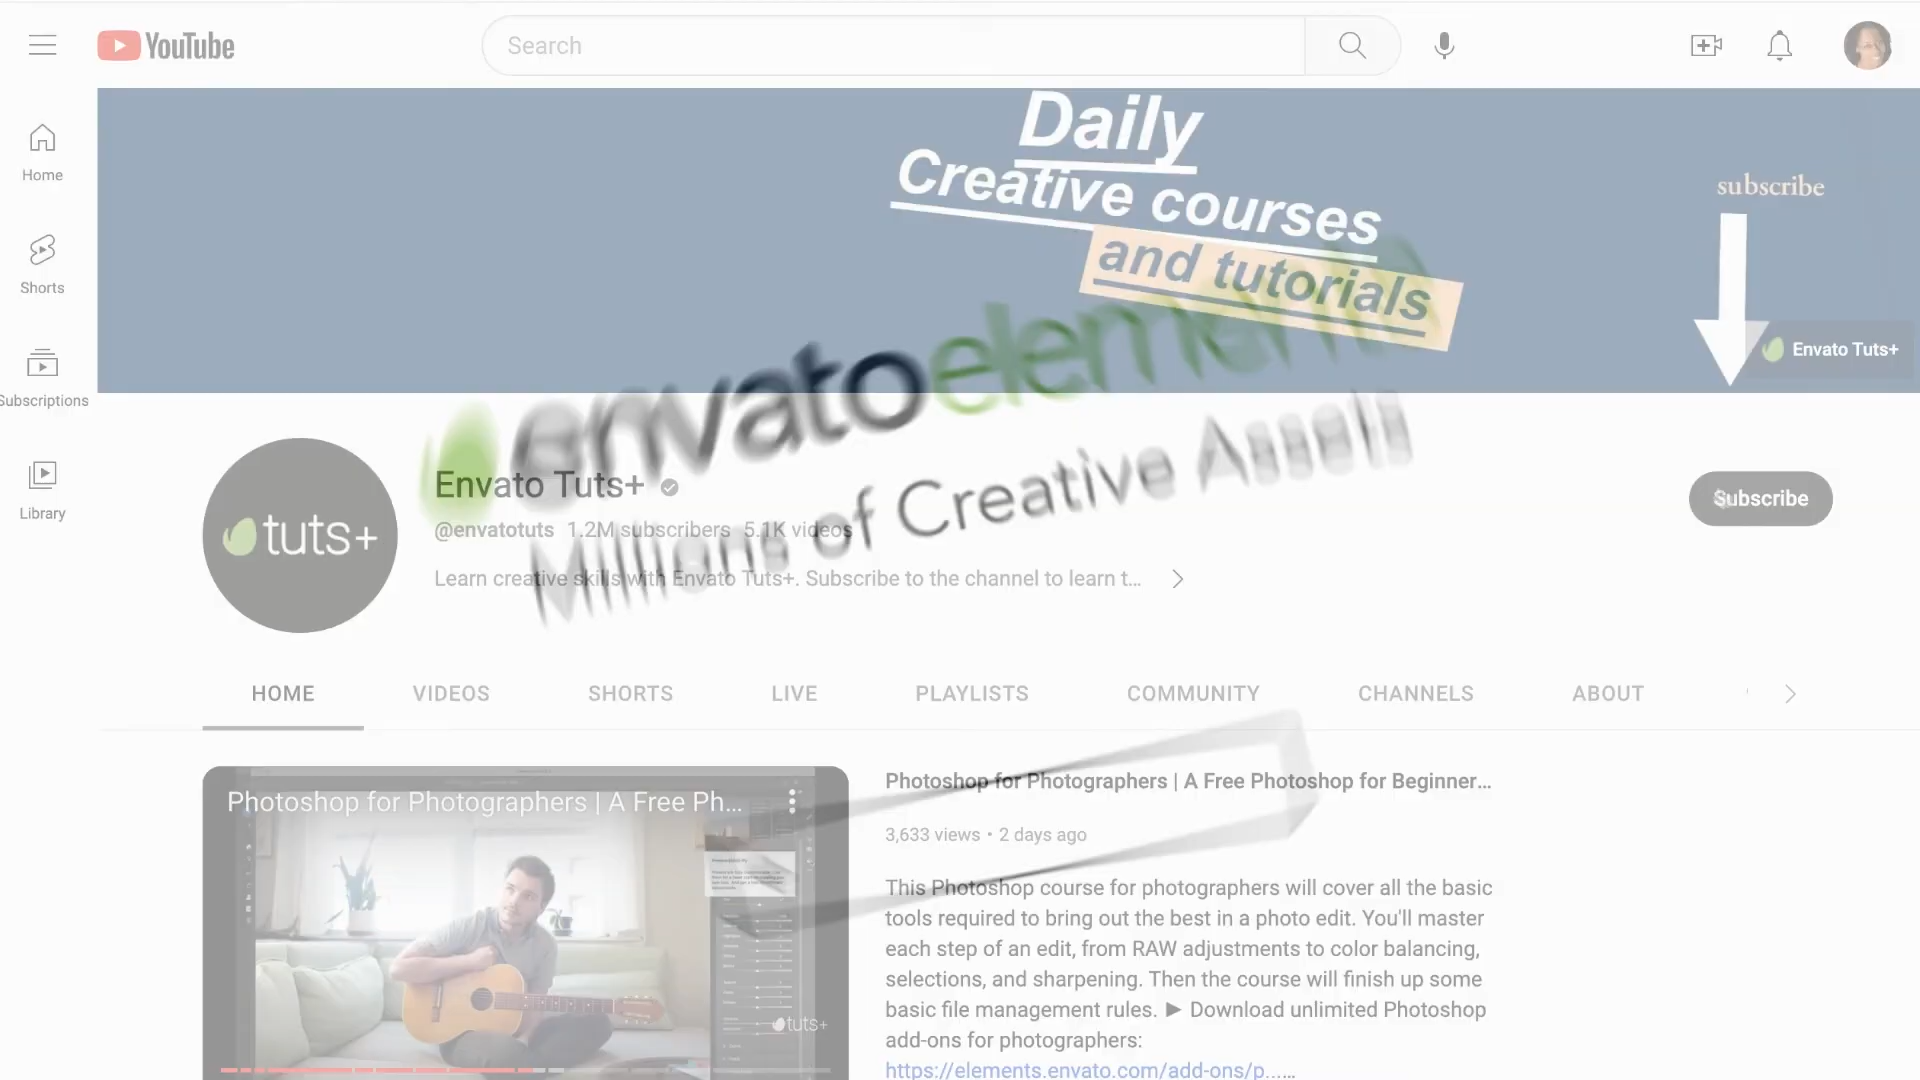 YouTube
Search
Home
Shorts
Subscriptions
Library
Daily
Creative courses
and tutorials
subscribe
Envato Tuts+
envatoelements
Millions of Creative Assets
tuts+
Envato Tuts+
@envatotuts 1.2M subscribers 5.1K videos
Learn creative skills with Envato Tuts+. Subscribe to the channel to learn t...
Subscribe
HOME VIDEOS SHORTS LIVE PLAYLISTS COMMUNITY CHANNELS ABOUT
Photoshop for Photographers | A Free Ph...
tuts+
Photoshop for Photographers | A Free Photoshop for Beginner...
3,633 views • 2 days ago
This Photoshop course for photographers will cover all the basic
tools required to bring out the best in a photo edit. You'll master
each step of an edit, from RAW adjustments to color balancing,
selections, and sharpening. Then the course will finish up some
basic file management rules. ► Download unlimited Photoshop
add-ons for photographers:
https://elements.envato.com/add-ons/p......